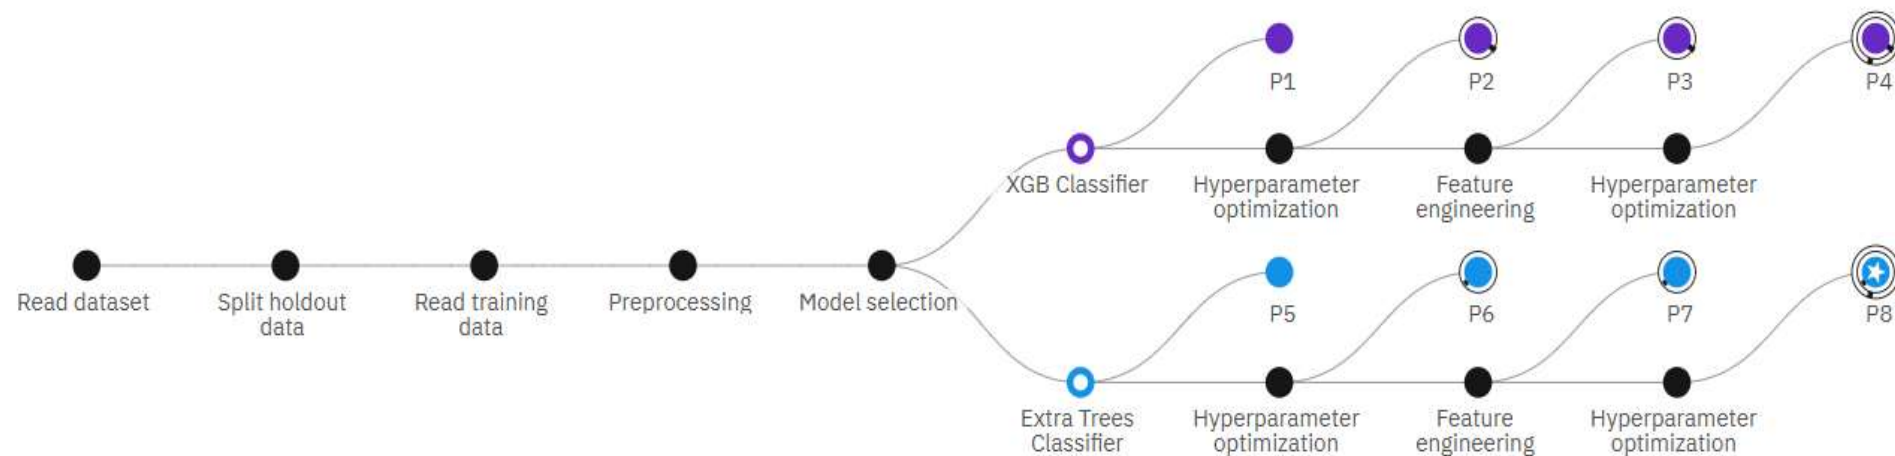 P1
P2
P3
P4
XGB Classifier
Hyperparameter
optimization
Feature
engineering
Hyperparameter
optimization
Read dataset
Split holdout
data
Read training
data
Preprocessing
Model selection
P5
P6
P7
P8
Extra Trees
Classifier
Hyperparameter
optimization
Feature
engineering
Hyperparameter
optimization